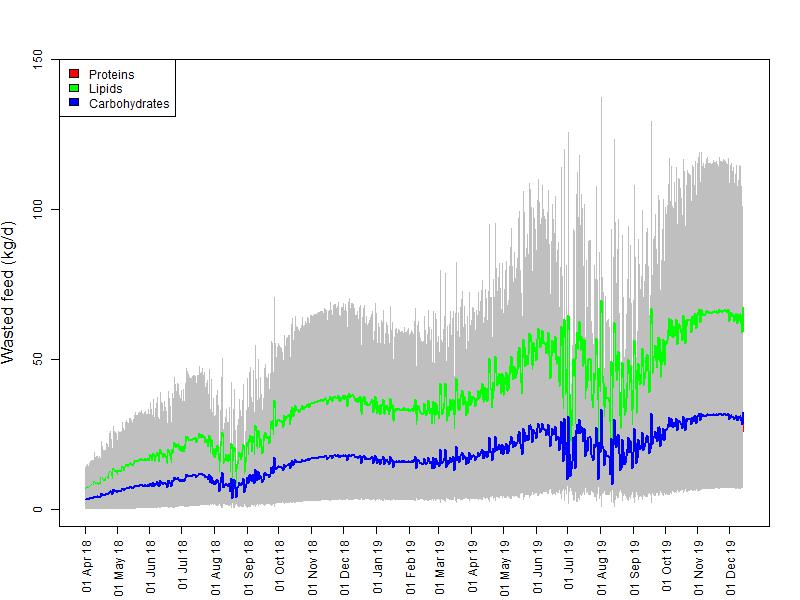 150
Proteins
Lipids
Carbohydrates
100
50
0
Wasted feed (kg/d)
01 Apr 18
01 May 18
01 Jun 18
01 Jul 18
01 Aug 18
01 Sep 18
01 Oct 18
01 Nov 18
01 Dec 18
01 Jan 19
01 Feb 19
01 Mar 19
01 Apr 19
01 May 19
01 Jun 19
01 Jul 19
01 Aug 19
01 Sep 19
01 Oct 19
01 Nov 19
01 Dec 19